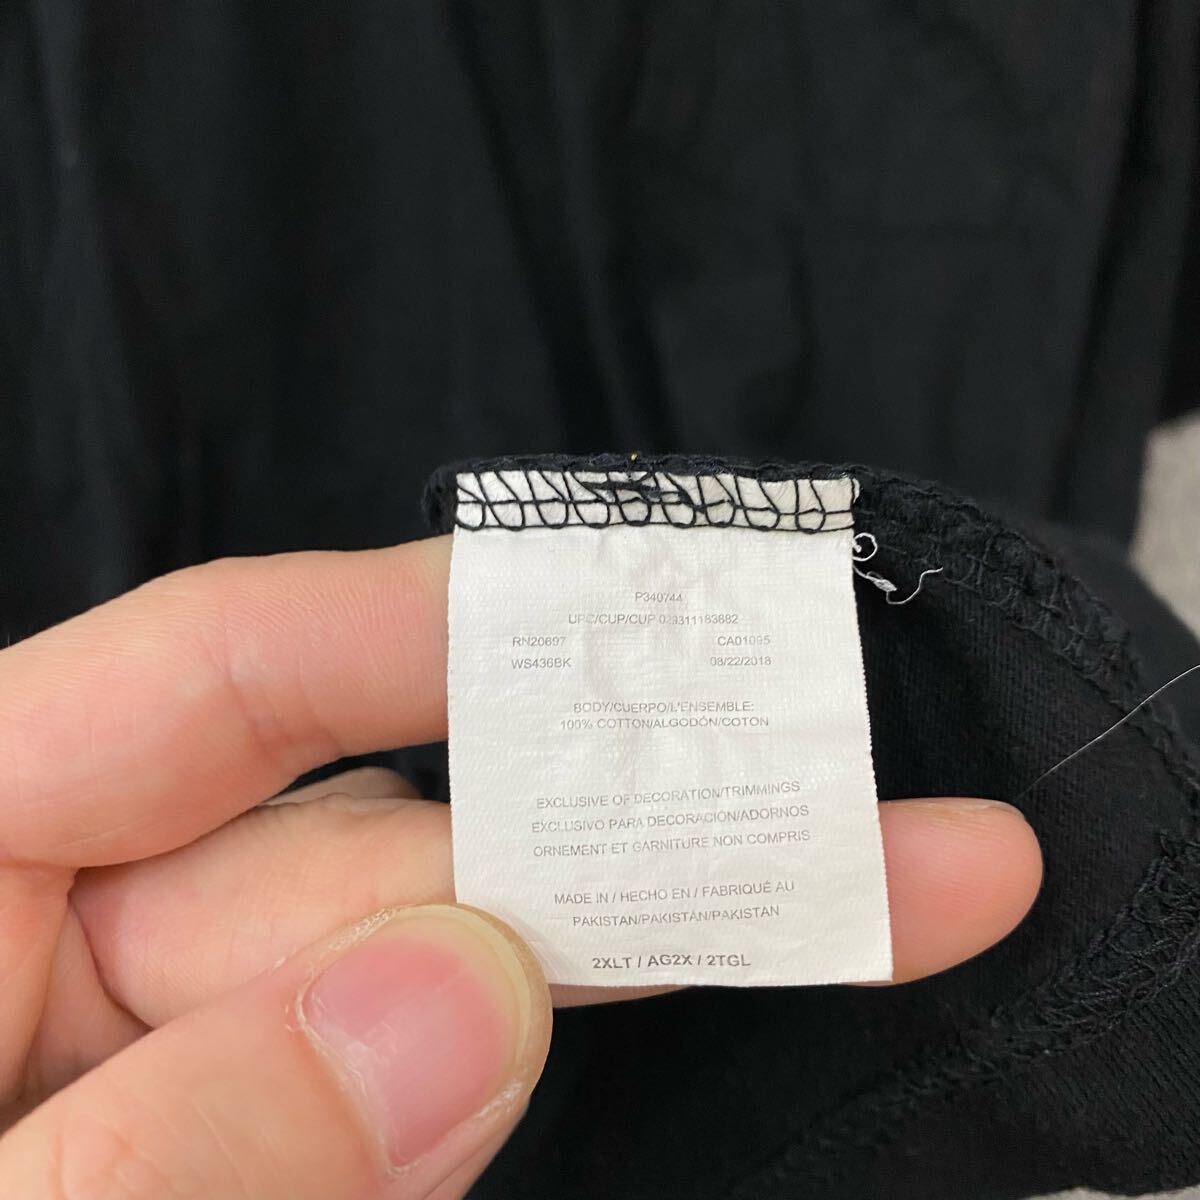 P340744
UPC/CUP/CUP 029311183882
RN20697 CA01095
WS436BK 08/22/2018
BODY/CUERPO/L'ENSEMBLE:
100% COTTON/ALGODÓN/COTON
EXCLUSIVE OF DECORATION/TRIMMINGS
EXCLUSIVO PARA DECORACIÓN/ADORNOS
ORNEMENT ET GARNITURE NON COMPRIS
MADE IN / HECHO EN / FABRIQUÉ AU
PAKISTAN/PAKISTÁN/PAKISTAN
2XLT / AG2X / 2TGL